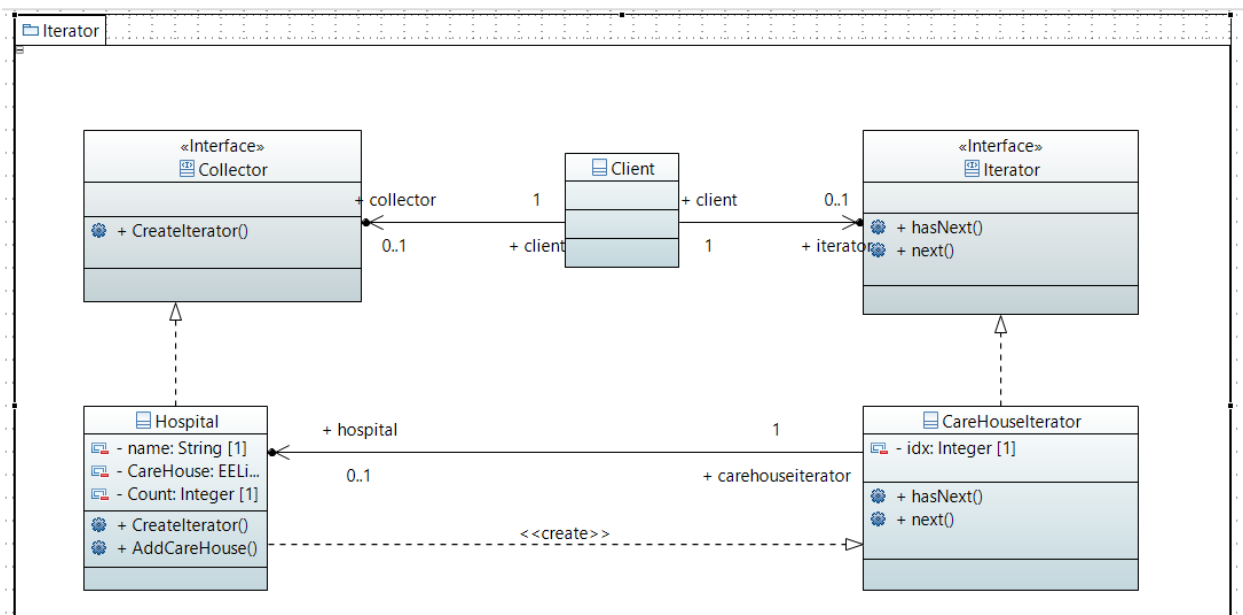 Iterator
«Interface»
Collector
+ CreateIterator()
Client
«Interface»
Iterator
+ hasNext()
+ next()
+ collector
1
0..1
+ client
+ client
0..1
1
+ iterator
Hospital
- name: String [1]
- CareHouse: EELi...
- Count: Integer [1]
+ CreateIterator()
+ AddCareHouse()
+ hospital
1
0..1
+ carehouseiterator
<<create>>
CareHouseIterator
- idx: Integer [1]
+ hasNext()
+ next()